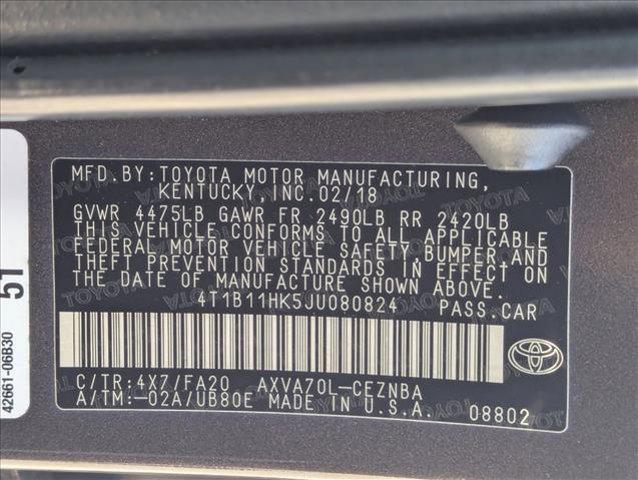 MFD.BY:TOYOTA MOTOR MANUFACTURING,
KENTUCKY,INC.02/18
GVWR 4475LB GAWR FR 2490LB RR 2420LB
THIS VEHICLE CONFORMS TO ALL APPLICABLE
FEDERAL MOTOR VEHICLE SAFETY,BUMPER,AND
THEFT PREVENTION STANDARDS IN EFFECT ON
THE DATE OF MANUFACTURE SHOWN ABOVE.
4T1B11HK5JU080824 PASS.CAR
C/TR:4X7/FA20 AXVA70L-CEZNBA
A/TM:-02A/UB80E MADE IN U.S.A.
08802
42661-06B30
51